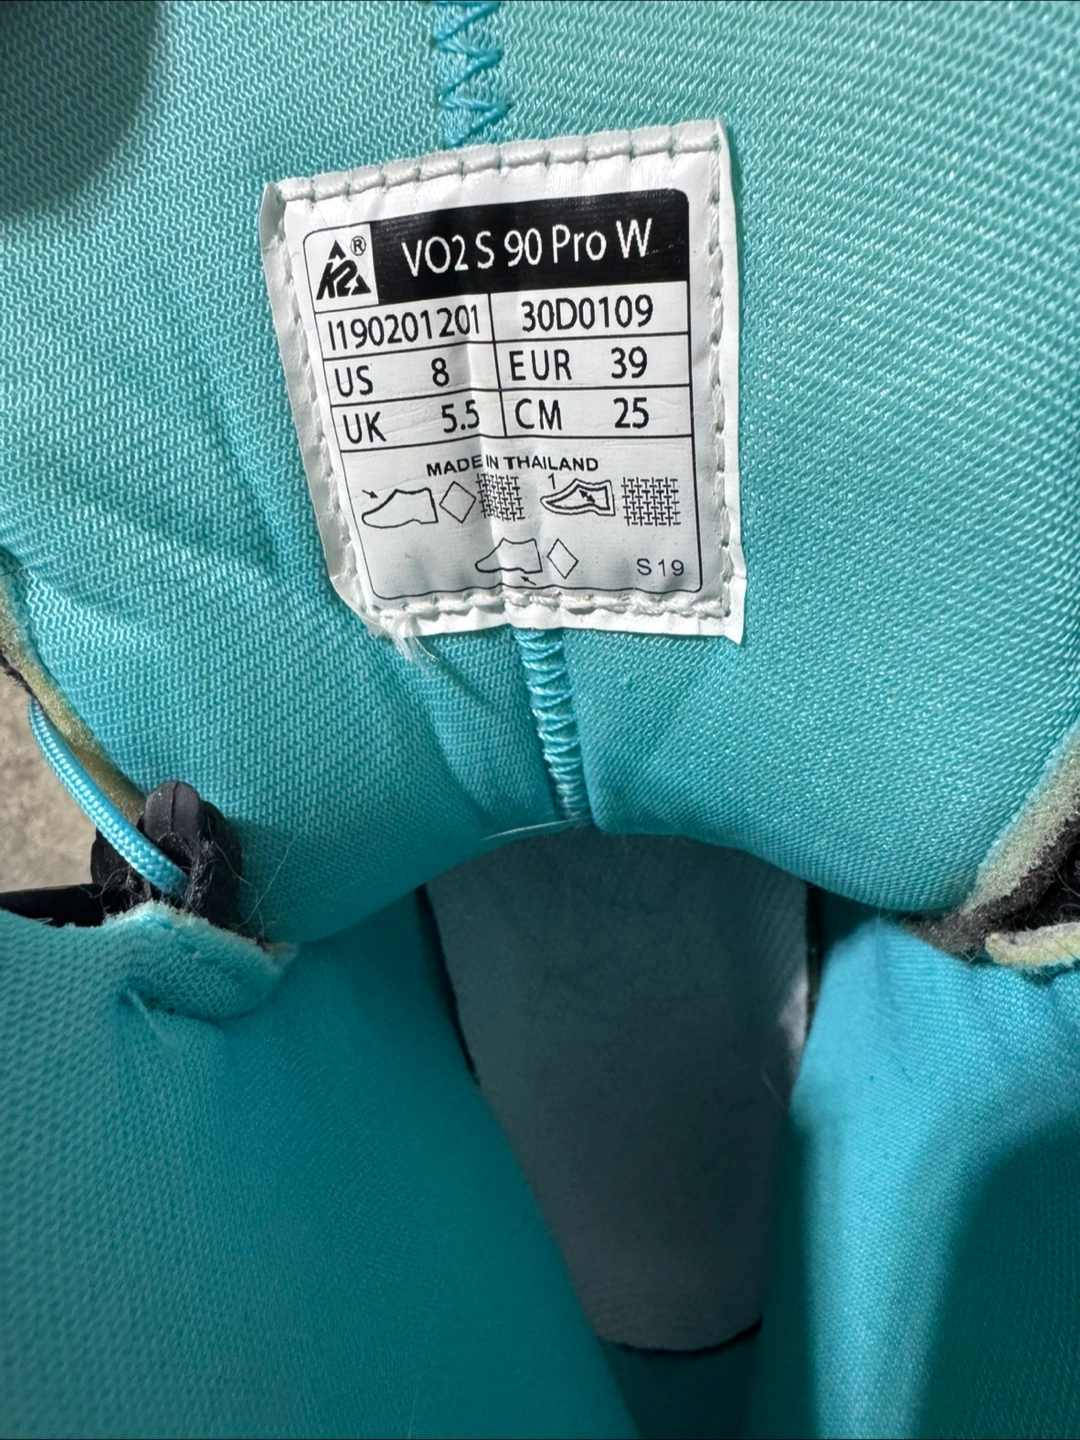 K2® VO2 S 90 Pro W
I190201201 30D0109
US 8 EUR 39
UK 5.5 CM 25
MADE IN THAILAND
1
S19